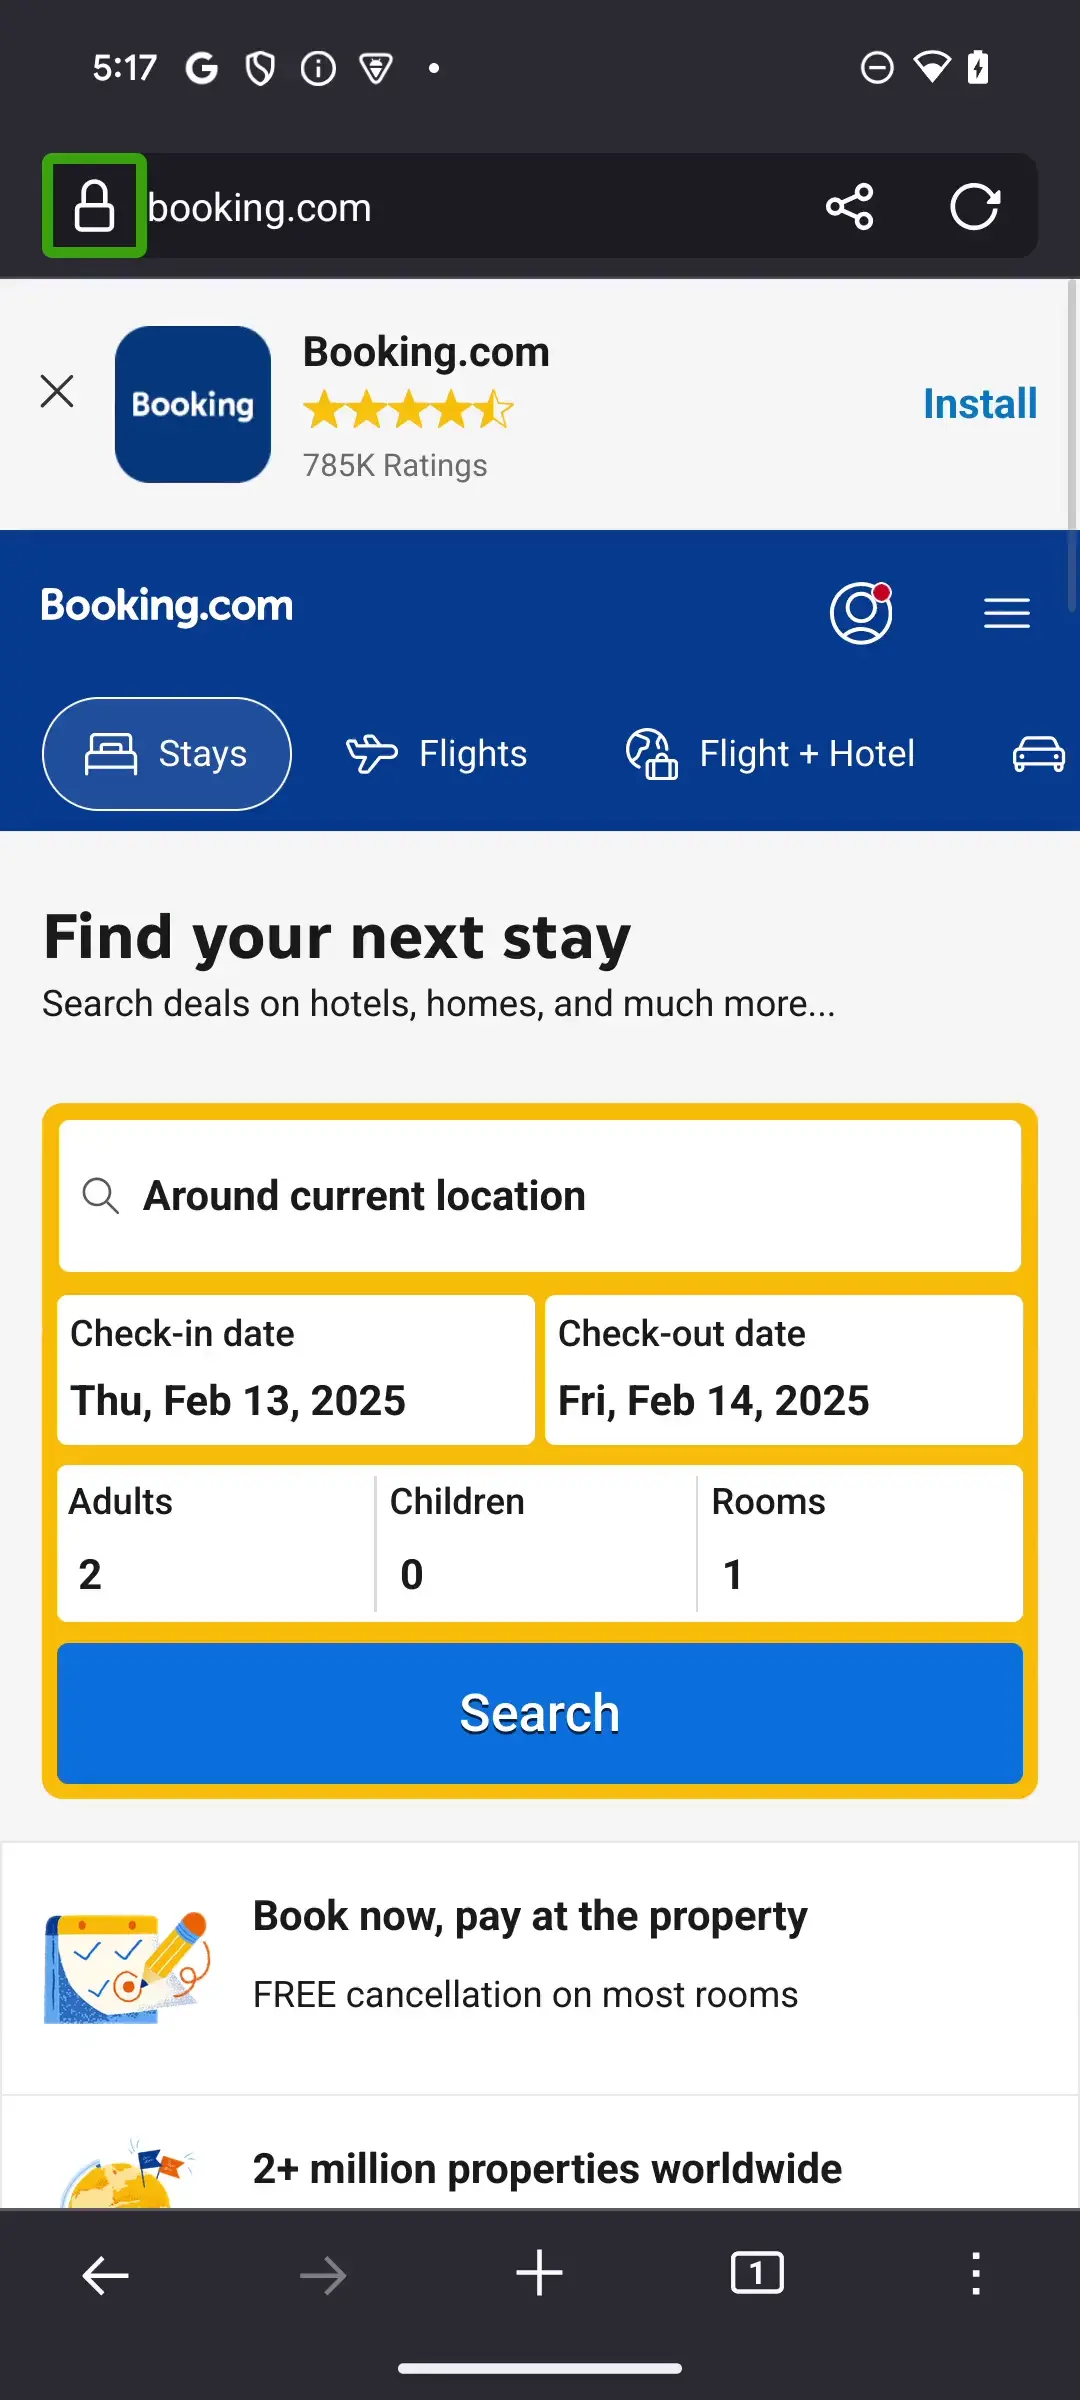 5:17
booking.com
Booking
Booking.com
785K Ratings
Install
Booking.com
Stays Flights Flight + Hotel
Find your next stay
Search deals on hotels, homes, and much more...
Around current location
Check-in date Check-out date
Thu, Feb 13, 2025 Fri, Feb 14, 2025
Adults Children Rooms
2 0 1
Search
Book now, pay at the property
FREE cancellation on most rooms
2+ million properties worldwide
1